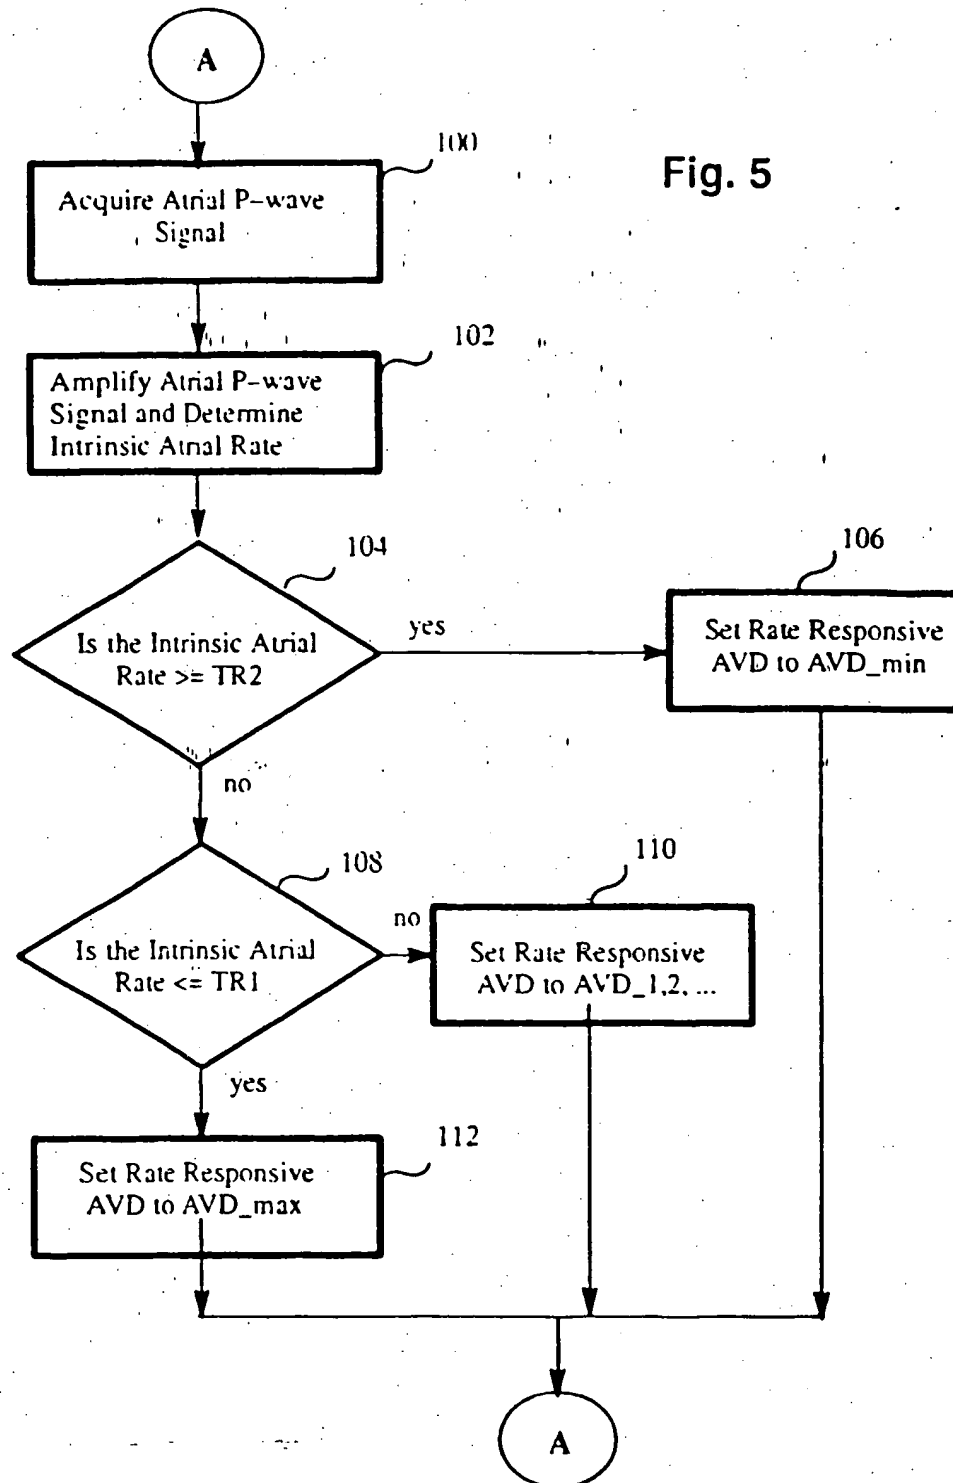 A
100
Fig. 5
Acquire Atrial P-wave
Signal
102
Amplify Atrial P-wave
Signal and Determine
Intrinsic Atrial Rate
104
Is the Intrinsic Atrial
Rate >= TR2
yes
106
Set Rate Responsive
AVD to AVD_min
no
108
Is the Intrinsic Atrial
Rate <= TR1
no
110
Set Rate Responsive
AVD to AVD_1,2, ...
yes
112
Set Rate Responsive
AVD to AVD_max
A